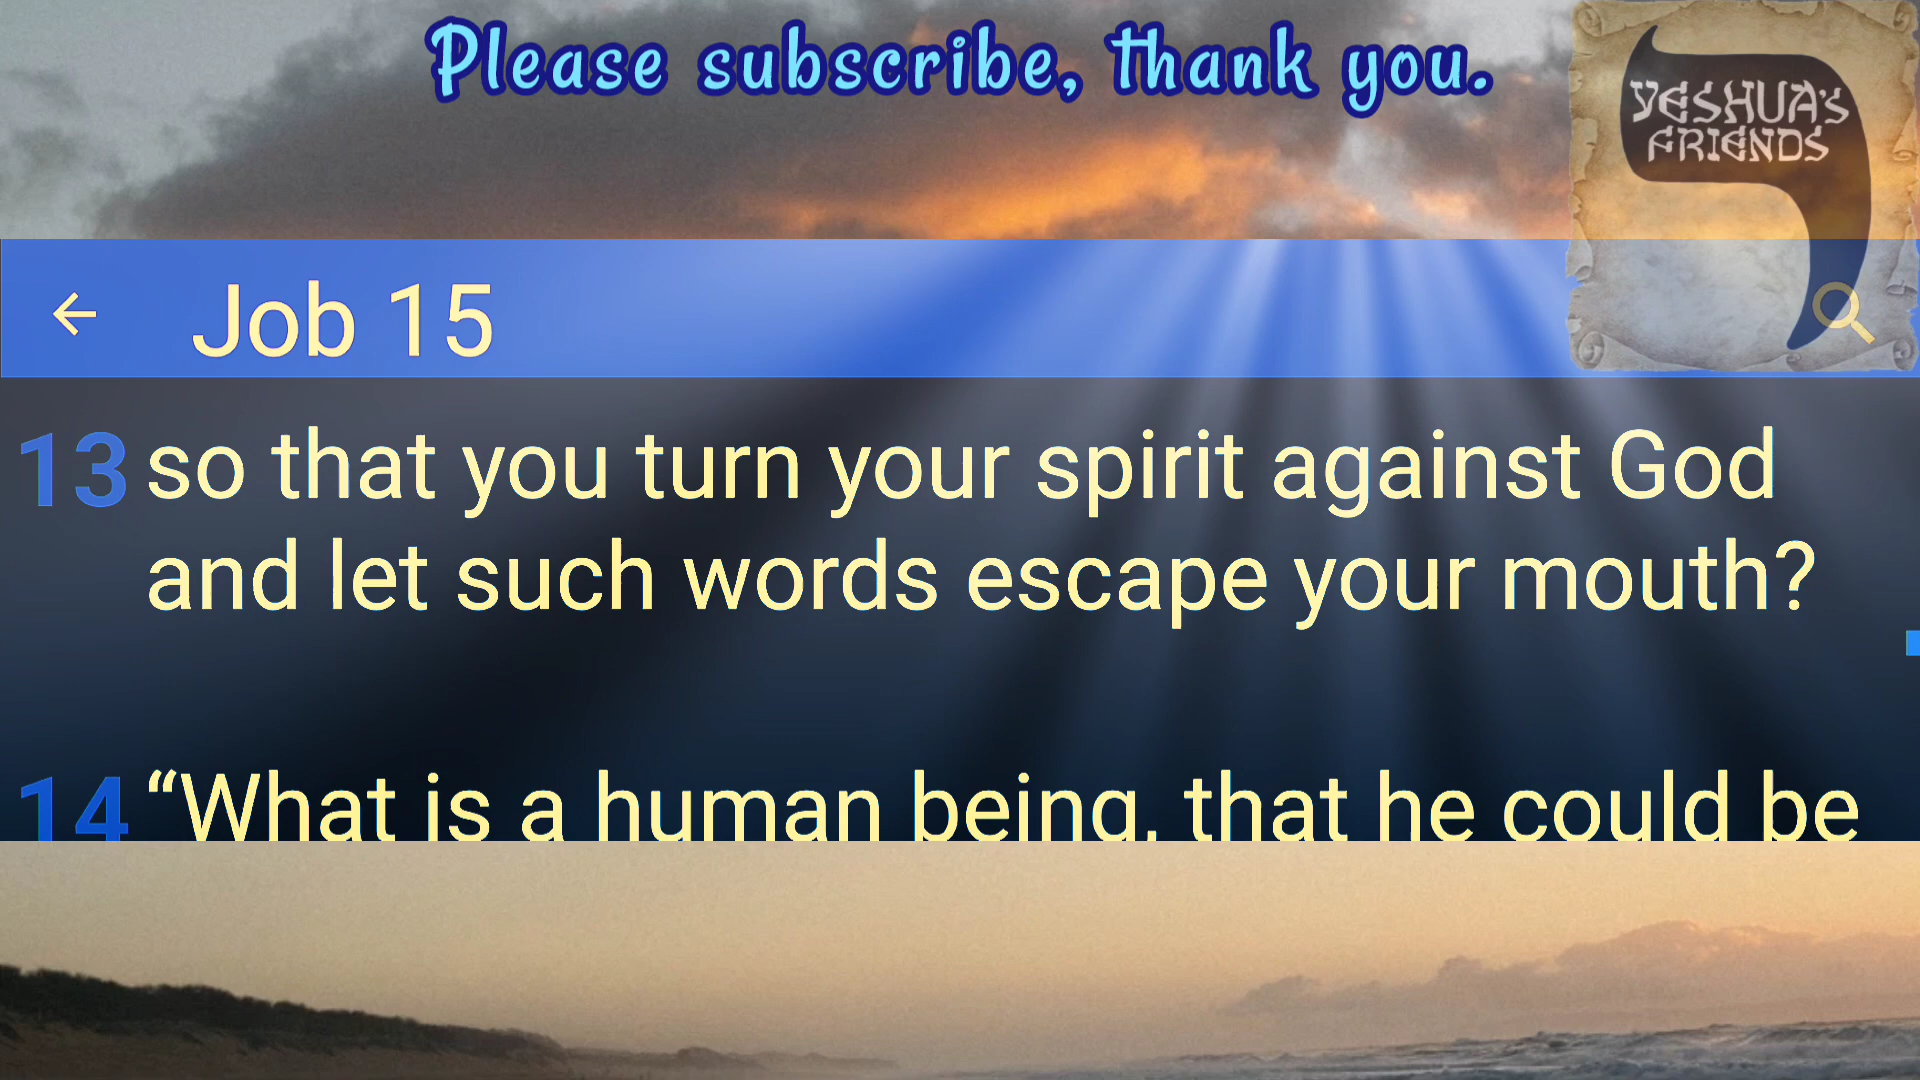 Please subscribe, thank you.
YESHUA'S
FRIENDS
Job 15
13 so that you turn your spirit against God
and let such words escape your mouth?
14 “What is a human being, that he could be